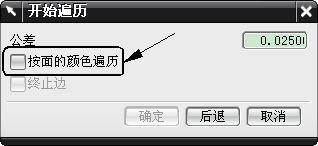 开始遍历
公差 0.0250
按面的颜色遍历
终止边
确定 后退 取消